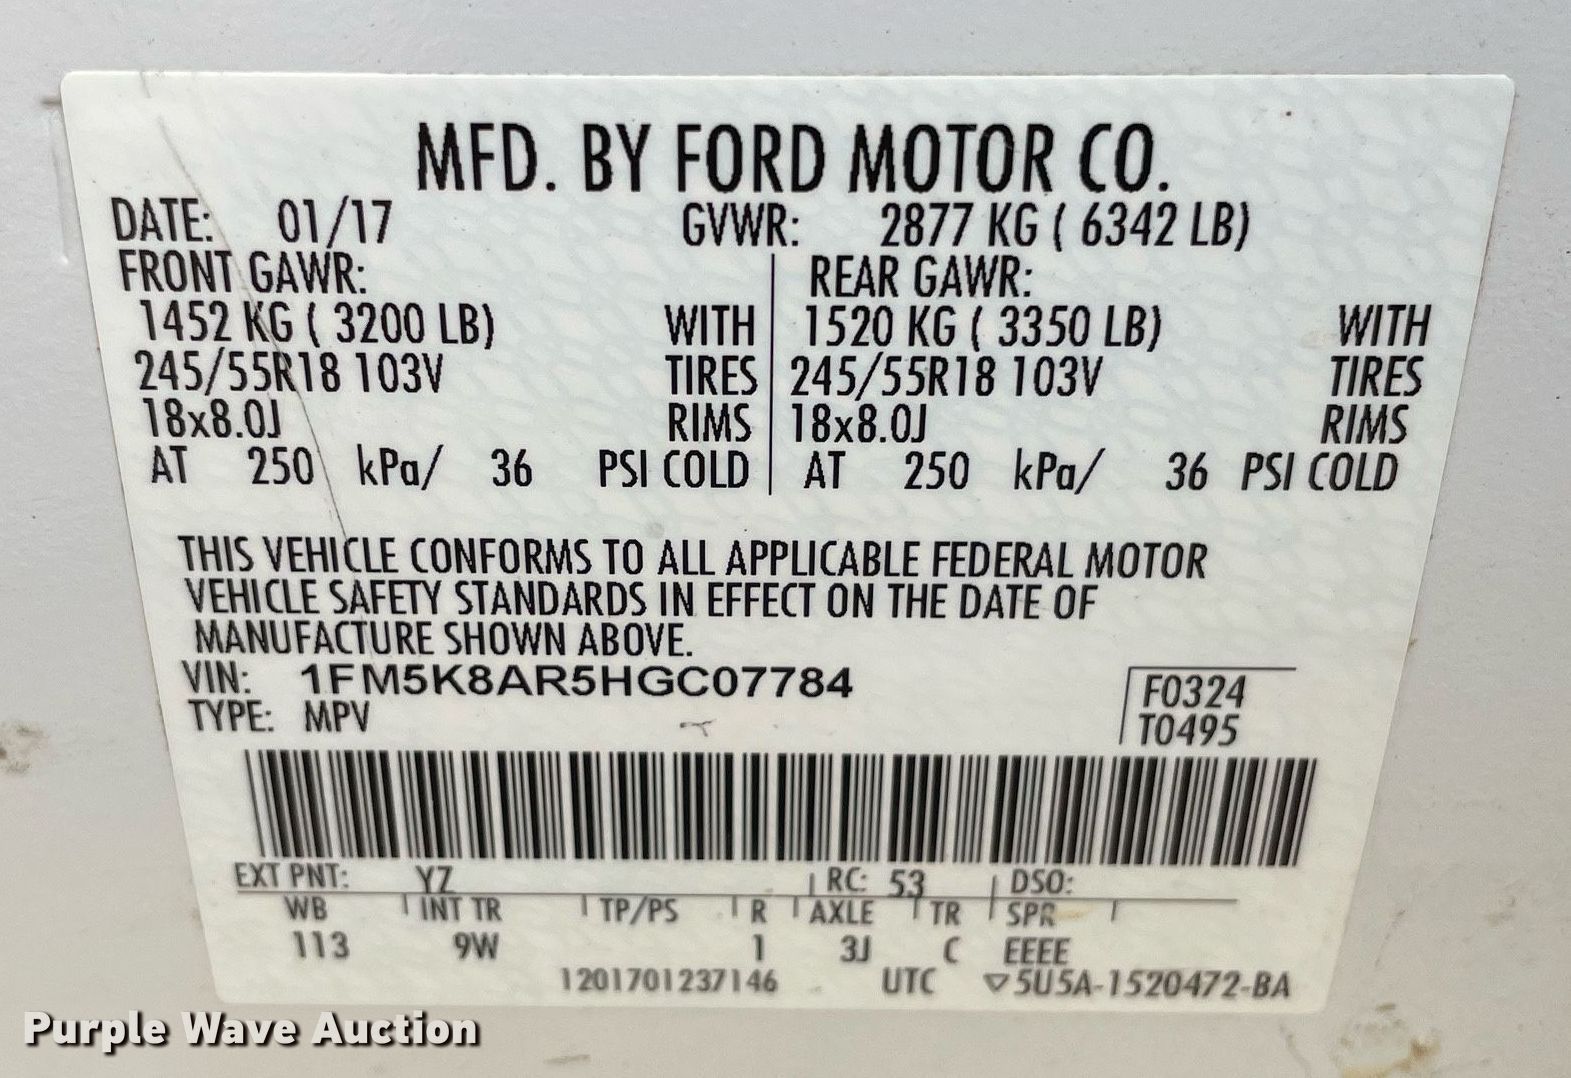 MFD. BY FORD MOTOR CO.
DATE: 01/17 GVWR: 2877 KG ( 6342 LB)
FRONT GAWR: REAR GAWR:
1452 KG ( 3200 LB) WITH 1520 KG ( 3350 LB) WITH
245/55R18 103V TIRES 245/55R18 103V TIRES
18x8.0J RIMS 18x8.0J RIMS
AT 250 kPa/ 36 PSI COLD AT 250 kPa/ 36 PSI COLD
THIS VEHICLE CONFORMS TO ALL APPLICABLE FEDERAL MOTOR
VEHICLE SAFETY STANDARDS IN EFFECT ON THE DATE OF
MANUFACTURE SHOWN ABOVE.
VIN: 1FM5K8AR5HGC07784
F0324
TYPE: MPV
T0495
EXT PNT: YZ RC: 53 DSO:
WB INT TR TP/PS R AXLE TR SPR
113 9W 1 3J C EEEE
1201701237146 UTC ▽5U5A-1520472-BA
Purple Wave Auction